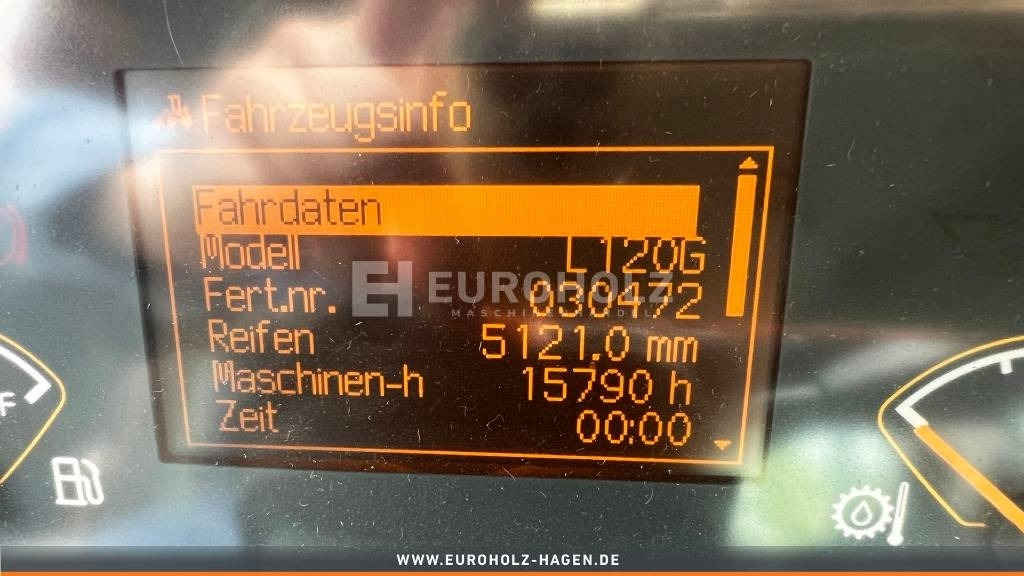 Fahrzeugsinfo
Fahrdaten
Modell L120G
Fert.nr. 030472
EUROHOLZ
MASCHINENHANDEL
Reifen 5121.0 mm
Maschinen-h 15790 h
Zeit 00:00
F
WWW.EUROHOLZ-HAGEN.DE